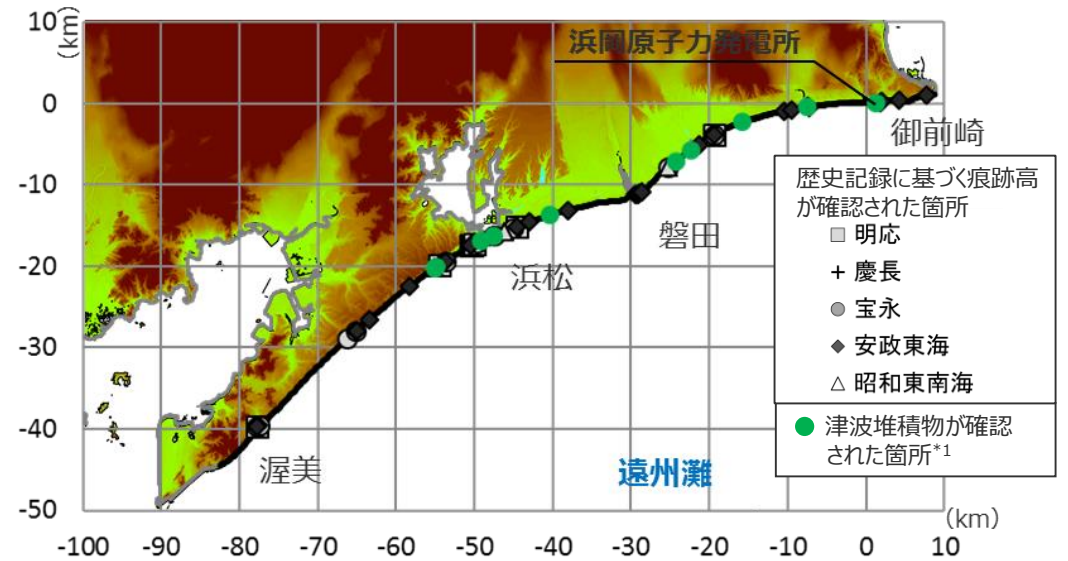 10
(km)
浜岡原子力発電所
0
御前崎
歴史記録に基づく痕跡高
が確認された箇所
明応
慶長
宝永
安政東海
昭和東南海
-10
磐田
浜松
-20
-30
-40
津波堆積物が確認
された箇所*1
渥美
遠州灘
-50
(km)
-100 -90 -80 -70 -60 -50 -40 -30 -20 -10 0 10